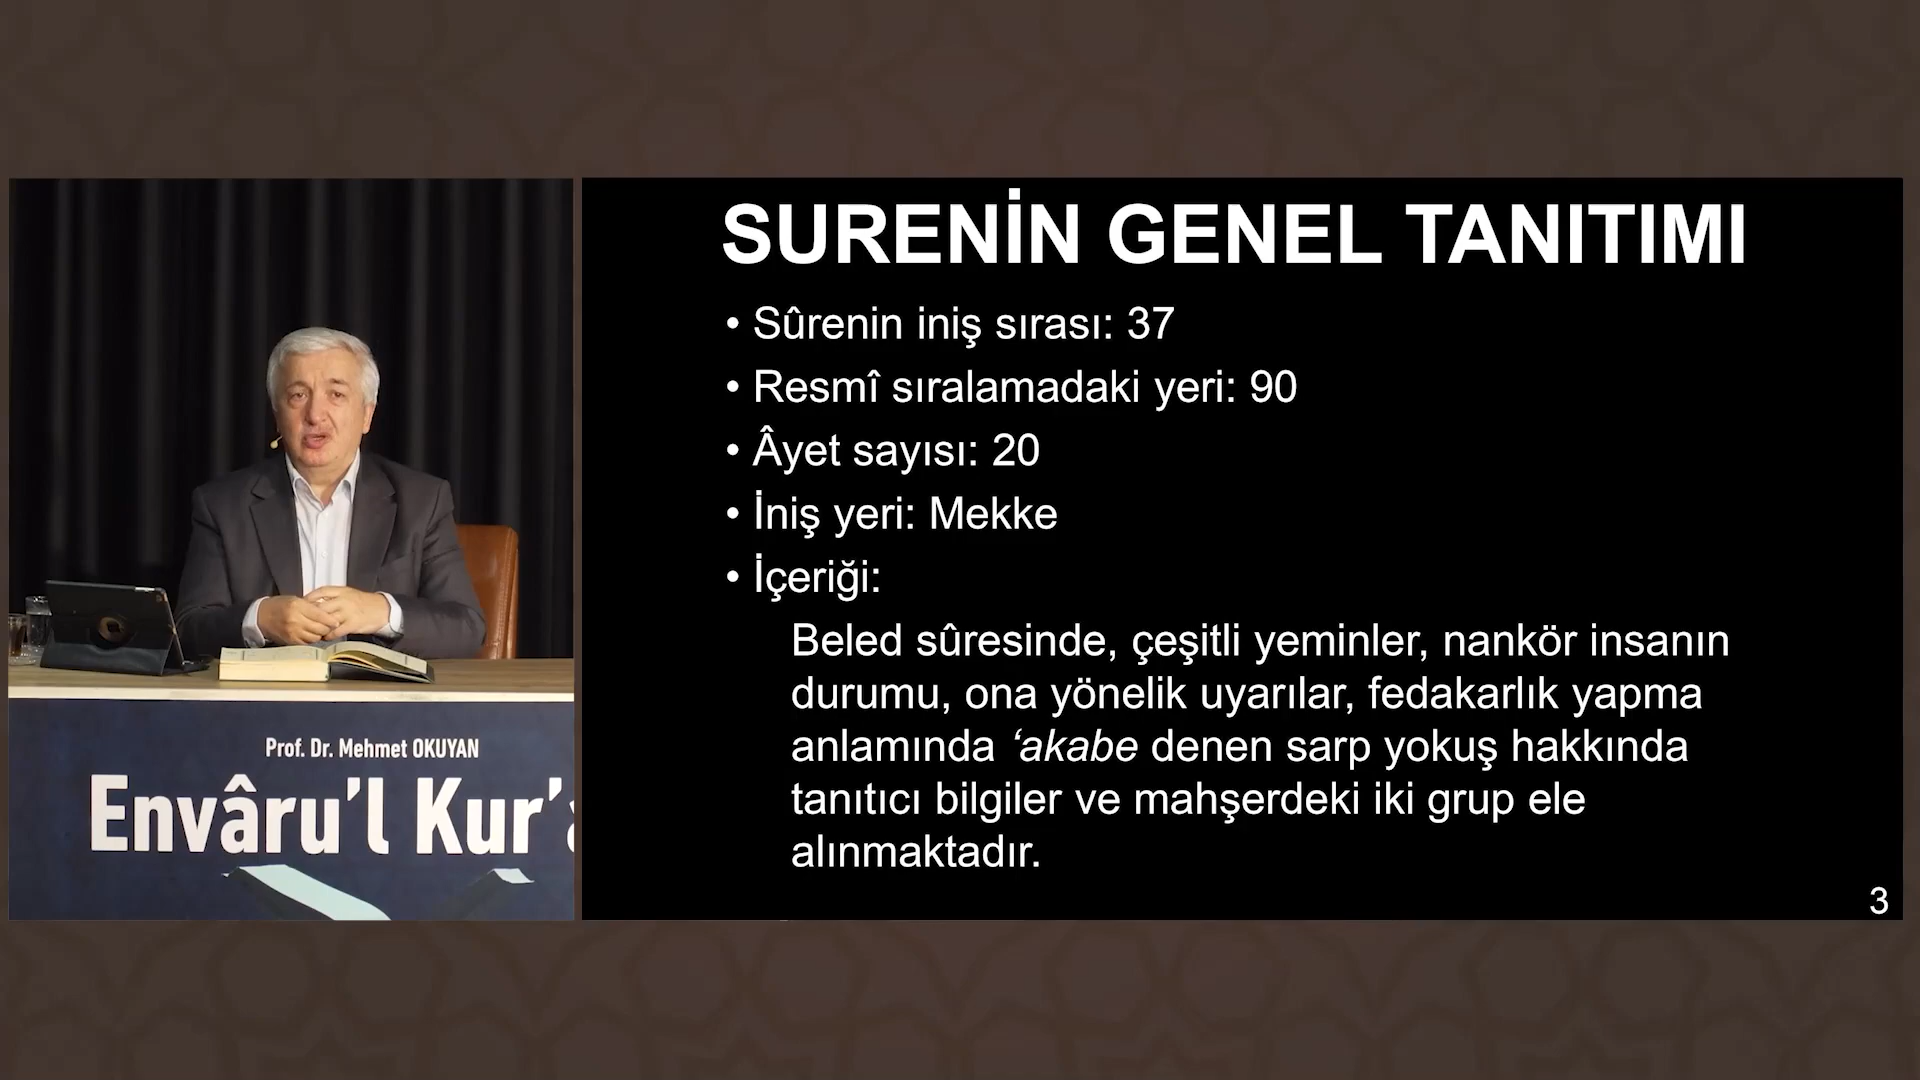 SURENİN GENEL TANITIMI
• Sûrenin iniş sırası: 37
• Resmî sıralamadaki yeri: 90
• Âyet sayısı: 20
• İniş yeri: Mekke
• İçeriği:
Beled sûresinde, çeşitli yeminler, nankör insanın
durumu, ona yönelik uyarılar, fedakarlık yapma
anlamında ‘akabe denen sarp yokuş hakkında
tanıtıcı bilgiler ve mahşerdeki iki grup ele
alınmaktadır.
3
Prof. Dr. Mehmet OKUYAN
Envâru’l Kur’